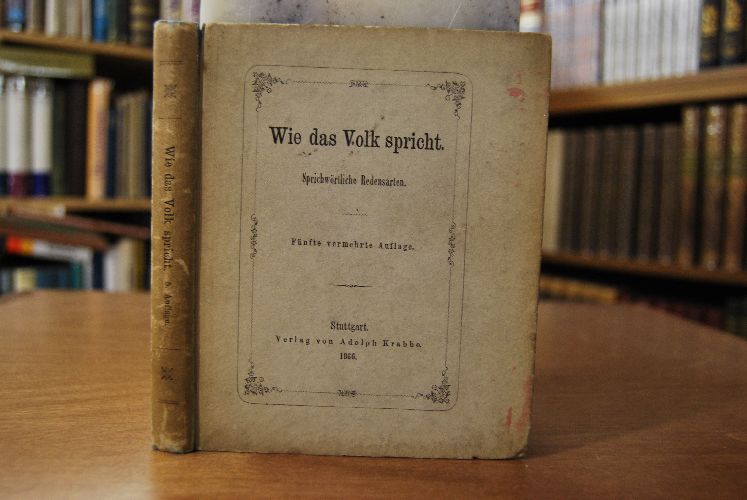 Wie das Volk spricht.
Sprichwörtliche Redensarten.
Fünfte vermehrte Auflage.
Stuttgart.
Verlag von Adolph Krabbe.
1866.
Wie das Volk spricht. 5. Auflage.